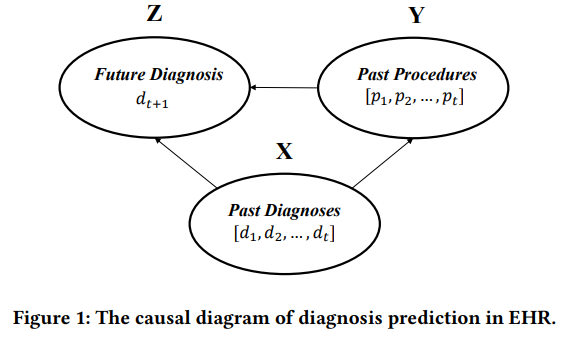 Z
Y
Future Diagnosis
d_{t+1}
Past Procedures
[p_1, p_2, ..., p_t]
X
Past Diagnoses
[d_1, d_2, ..., d_t]
Figure 1: The causal diagram of diagnosis prediction in EHR.